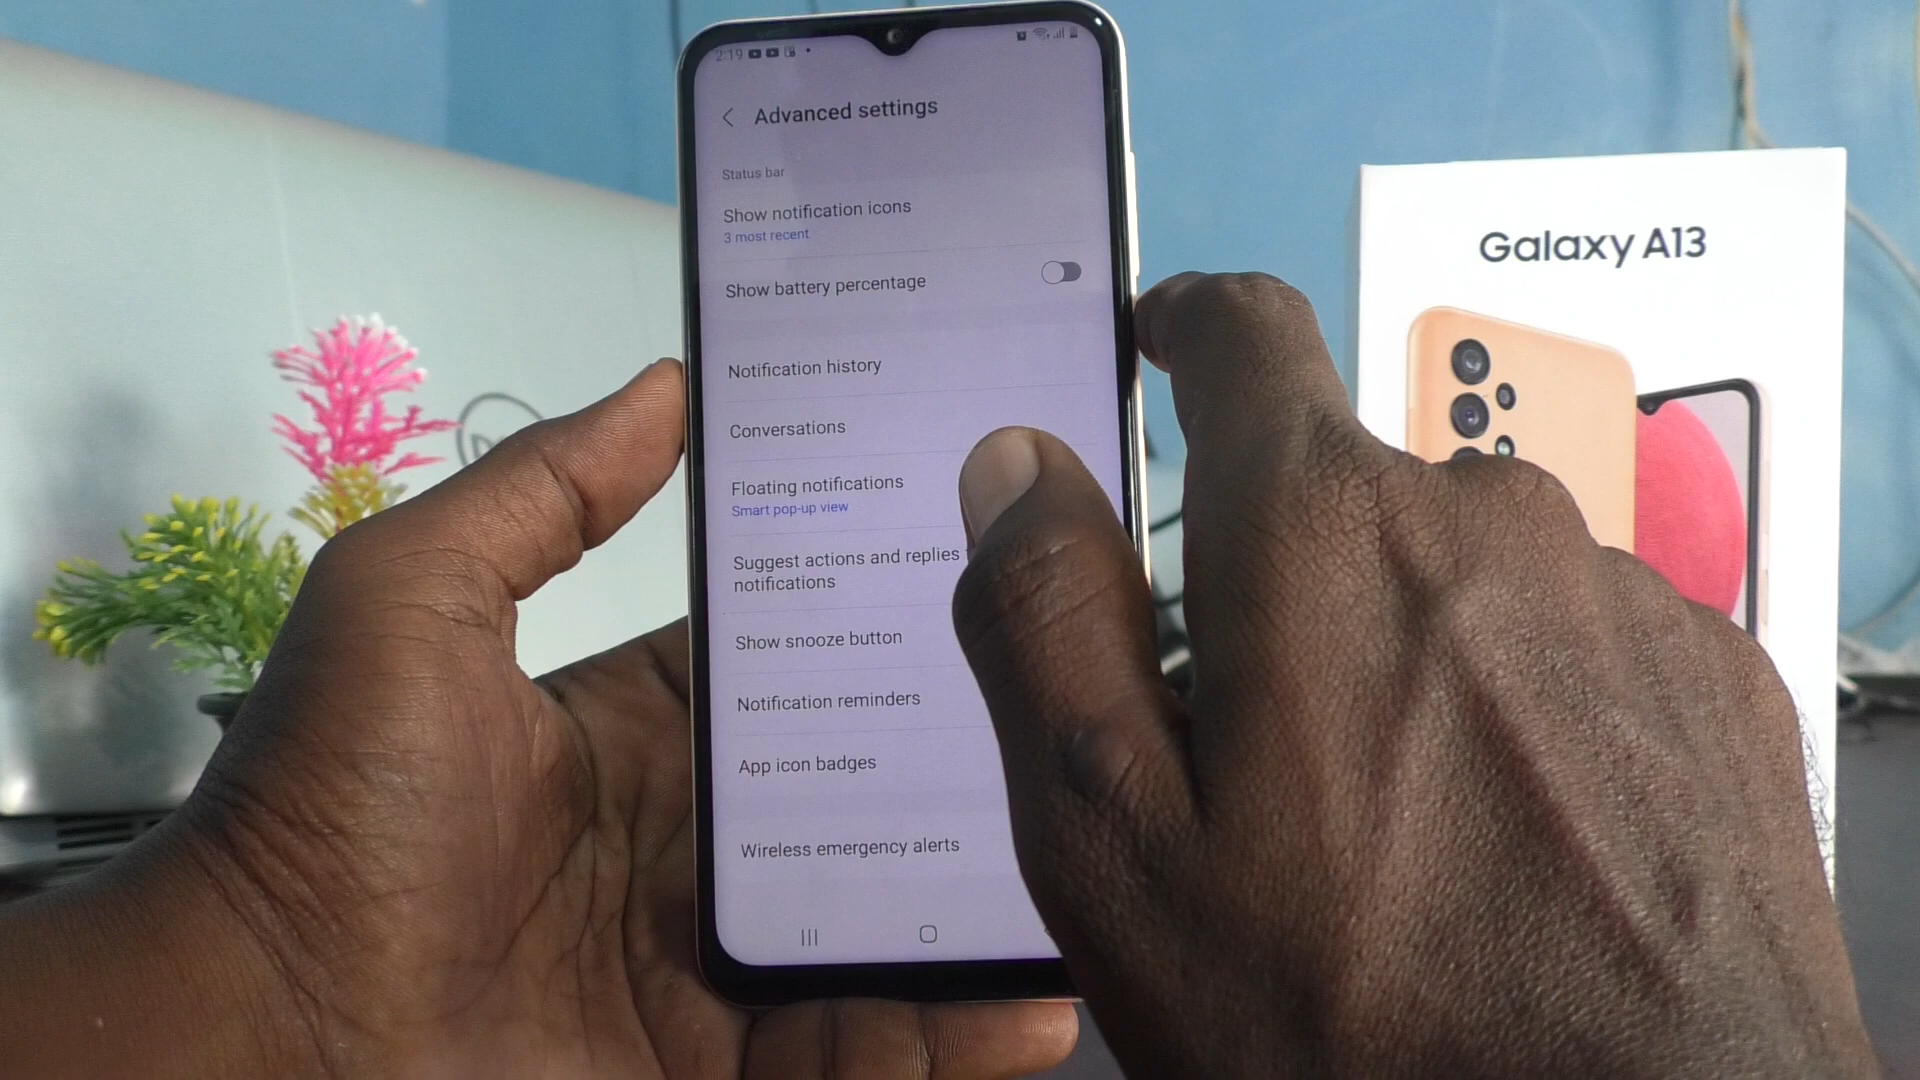 2:19
Advanced settings
Status bar
Show notification icons
3 most recent
Show battery percentage
Notification history
Conversations
Floating notifications
Smart pop-up view
Suggest actions and replies
notifications
Show snooze button
Notification reminders
App icon badges
Wireless emergency alerts
Galaxy A13